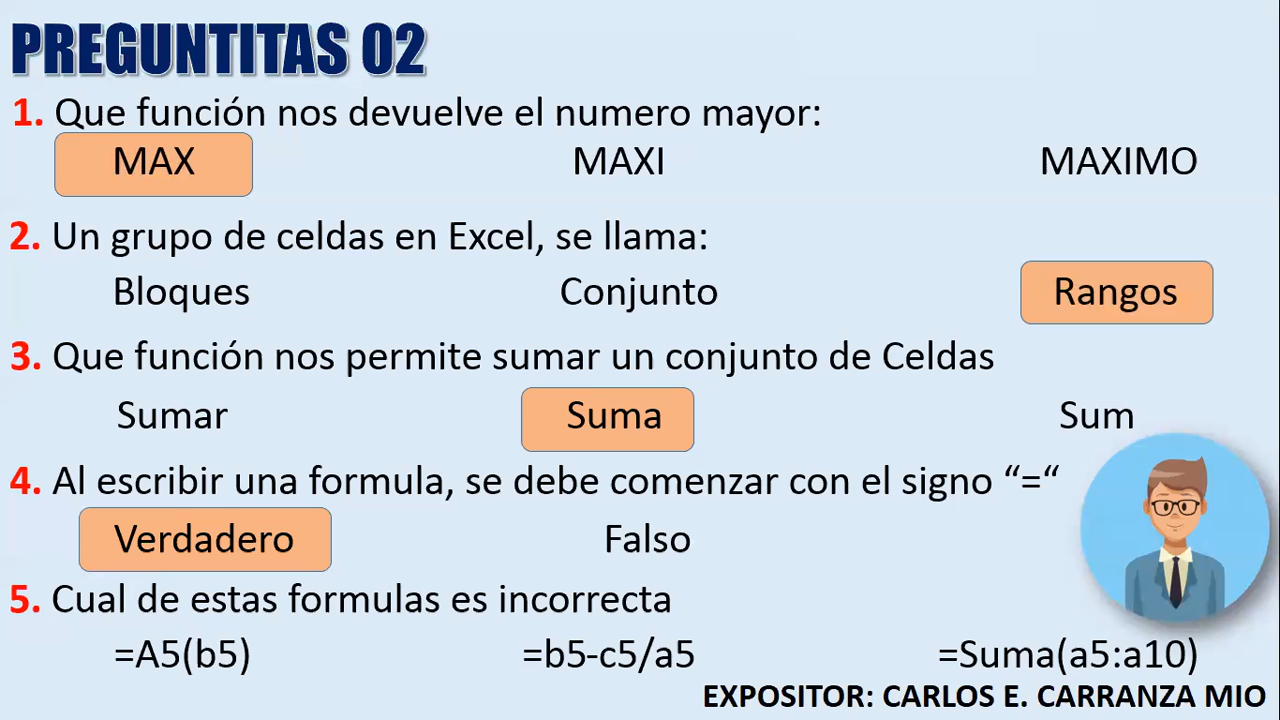 PREGUNTITAS 02
1. Que función nos devuelve el numero mayor:
MAX MAXI MAXIMO
2. Un grupo de celdas en Excel, se llama:
Bloques Conjunto Rangos
3. Que función nos permite sumar un conjunto de Celdas
Sumar Suma Sum
4. Al escribir una formula, se debe comenzar con el signo “=“
Verdadero Falso
5. Cual de estas formulas es incorrecta
=A5(b5) =b5-c5/a5 =Suma(a5:a10)
EXPOSITOR: CARLOS E. CARRANZA MIO